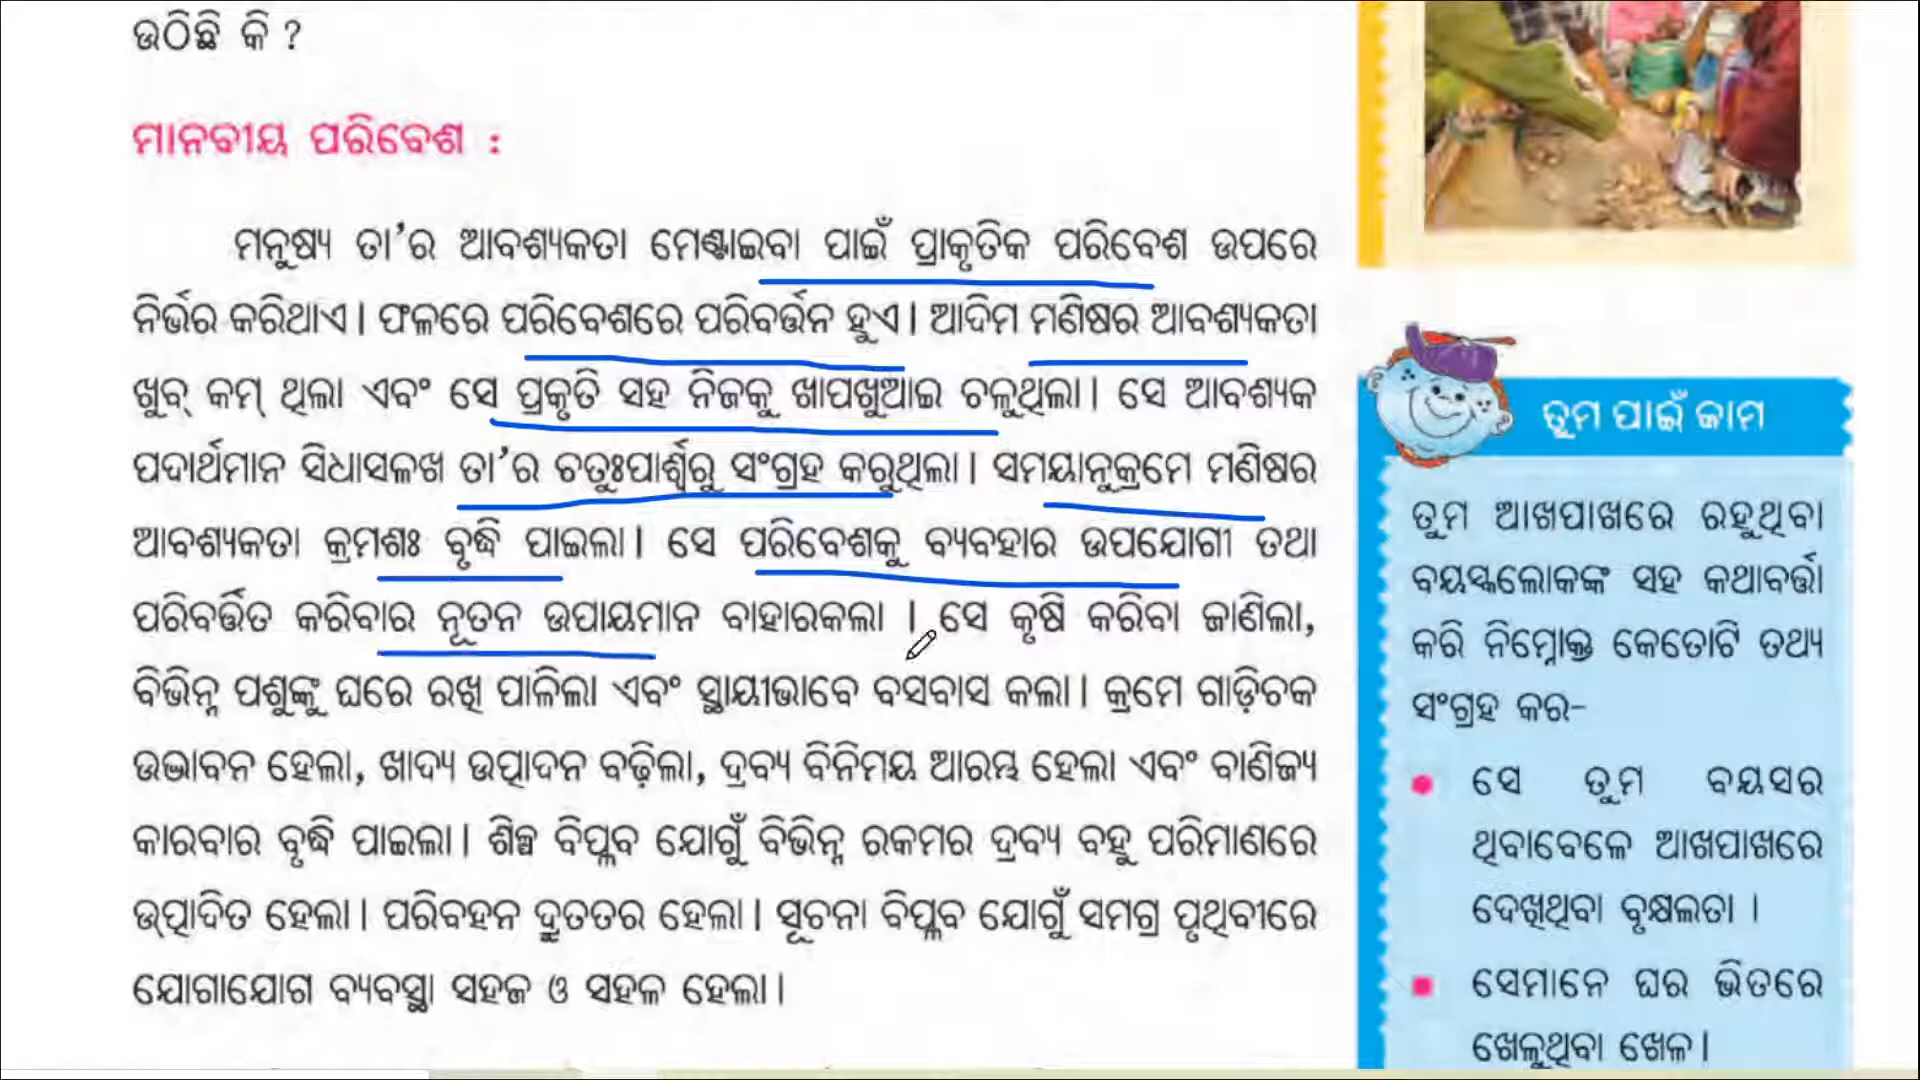 ଉଠିଛି କି ?
ମାନବୀୟ ପରିବେଶ :
ମନୁଷ୍ୟ ତା’ର ଆବଶ୍ୟକତା ମେଣ୍ଟାଇବା ପାଇଁ ପ୍ରାକୃତିକ ପରିବେଶ ଉପରେ
ନିର୍ଭର କରିଥାଏ । ଫଳରେ ପରିବେଶରେ ପରିବର୍ତ୍ତନ ହୁଏ । ଆଦିମ ମଣିଷର ଆବଶ୍ୟକତା
ଖୁବ୍ କମ୍ ଥିଲା ଏବଂ ସେ ପ୍ରକୃତି ସହ ନିଜକୁ ଖାପଖୁଆଇ ଚଳୁଥିଲା । ସେ ଆବଶ୍ୟକ
ପଦାର୍ଥମାନ ସିଧାସଳଖ ତା’ର ଚତୁଃପାର୍ଶ୍ୱରୁ ସଂଗ୍ରହ କରୁଥିଲା । ସମୟାନୁକ୍ରମେ ମଣିଷର
ଆବଶ୍ୟକତା କ୍ରମଶଃ ବୃଦ୍ଧି ପାଇଲା । ସେ ପରିବେଶକୁ ବ୍ୟବହାର ଉପଯୋଗୀ ତଥା
ପରିବର୍ତ୍ତିତ କରିବାର ନୂତନ ଉପାୟମାନ ବାହାରକଲା । ସେ କୃଷି କରିବା ଜାଣିଲା,
ବିଭିନ୍ନ ପଶୁଙ୍କୁ ଘରେ ରଖି ପାଳିଲା ଏବଂ ସ୍ଥାୟୀଭାବେ ବସବାସ କଲା । କ୍ରମେ ଗାଡ଼ିଚକ
ଉଦ୍ଭାବନ ହେଲା, ଖାଦ୍ୟ ଉତ୍ପାଦନ ବଢ଼ିଲା, ଦ୍ରବ୍ୟ ବିନିମୟ ଆରମ୍ଭ ହେଲା ଏବଂ ବାଣିଜ୍ୟ
କାରବାର ବୃଦ୍ଧି ପାଇଲା । ଶିଳ୍ପ ବିପ୍ଳବ ଯୋଗୁଁ ବିଭିନ୍ନ ରକମର ଦ୍ରବ୍ୟ ବହୁ ପରିମାଣରେ
ଉତ୍ପାଦିତ ହେଲା । ପରିବହନ ଦ୍ରୁତତର ହେଲା । ସୂଚନା ବିପ୍ଳବ ଯୋଗୁଁ ସମଗ୍ର ପୃଥିବୀରେ
ଯୋଗାଯୋଗ ବ୍ୟବସ୍ଥା ସହଜ ଓ ସହଳ ହେଲା ।
ତୁମ ପାଇଁ କାମ
ତୁମ ଆଖପାଖରେ ରହୁଥିବା
ବୟସ୍କଲୋକଙ୍କ ସହ କଥାବର୍ତ୍ତା
କରି ନିମ୍ନୋକ୍ତ କେତୋଟି ତଥ୍ୟ
ସଂଗ୍ରହ କର-
■ ସେ ତୁମ ବୟସର
ଥିବାବେଳେ ଆଖପାଖରେ
ଦେଖିଥିବା ବୃକ୍ଷଲତା ।
■ ସେମାନେ ଘର ଭିତରେ
ଖେଳୁଥିବା ଖେଳ ।